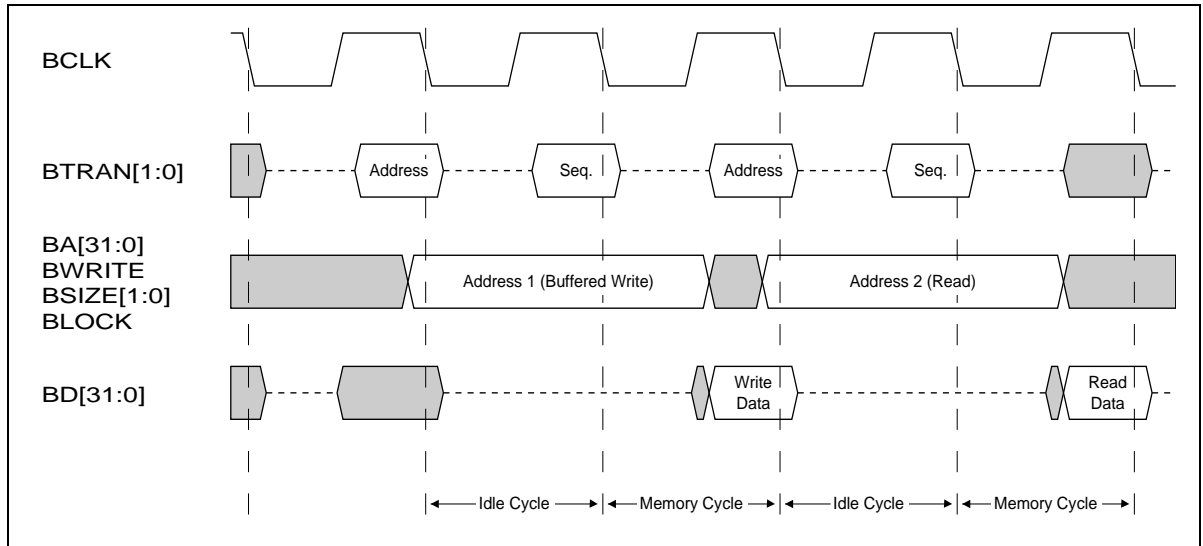 BCLK
BTRAN[1:0]
Address
Seq.
Address
Seq.
BA[31:0]
BWRITE
BSIZE[1:0]
BLOCK
Address 1 (Buffered Write)
Address 2 (Read)
BD[31:0]
Write
Data
Read
Data
Idle Cycle
Memory Cycle
Idle Cycle
Memory Cycle